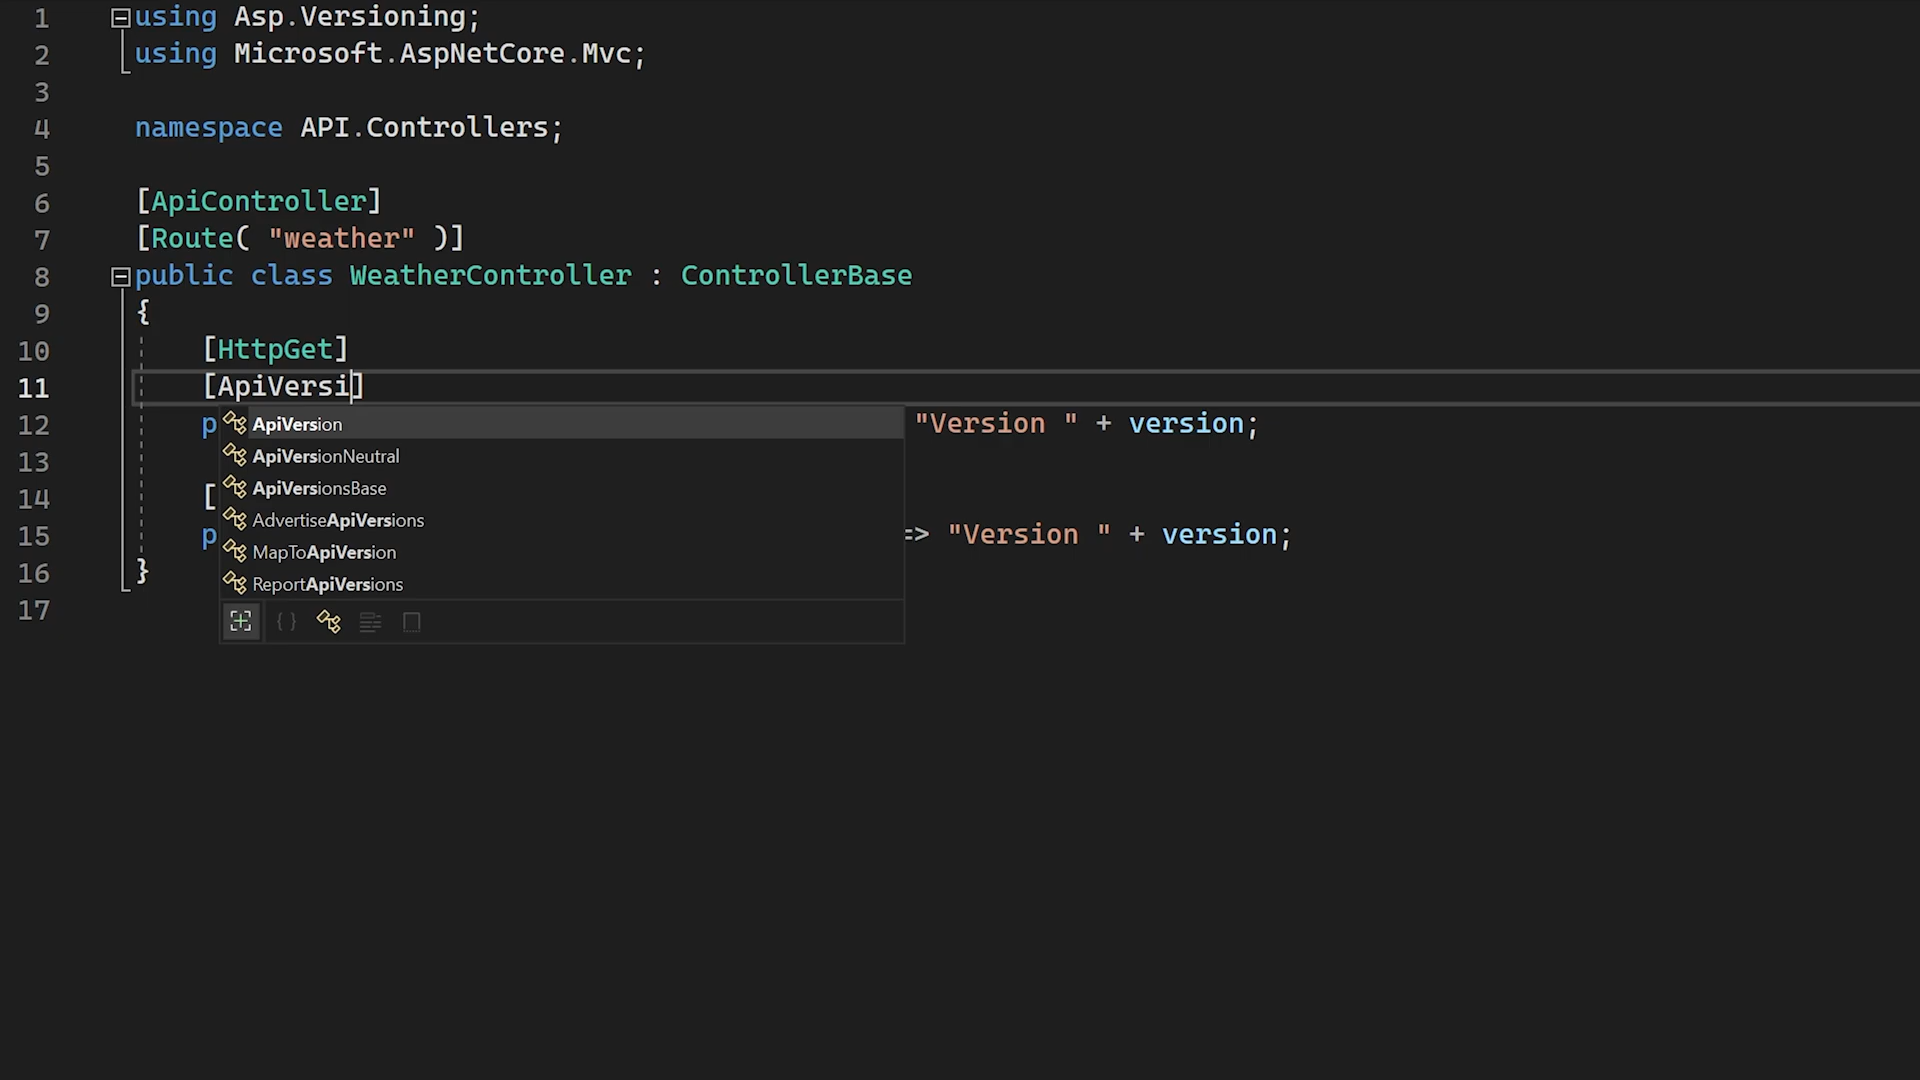 1 using Asp.Versioning;
2 using Microsoft.AspNetCore.Mvc;
3
4 namespace API.Controllers;
5
6 [ApiController]
7 [Route( "weather" )]
8 public class WeatherController : ControllerBase
9 {
10 [HttpGet]
11 [ApiVersi]
12 p "Version " + version;
ApiVersion
13
ApiVersionNeutral
14 [
ApiVersionsBase
AdvertiseApiVersions
15 p => "Version " + version;
MapToApiVersion
16 }
ReportApiVersions
17